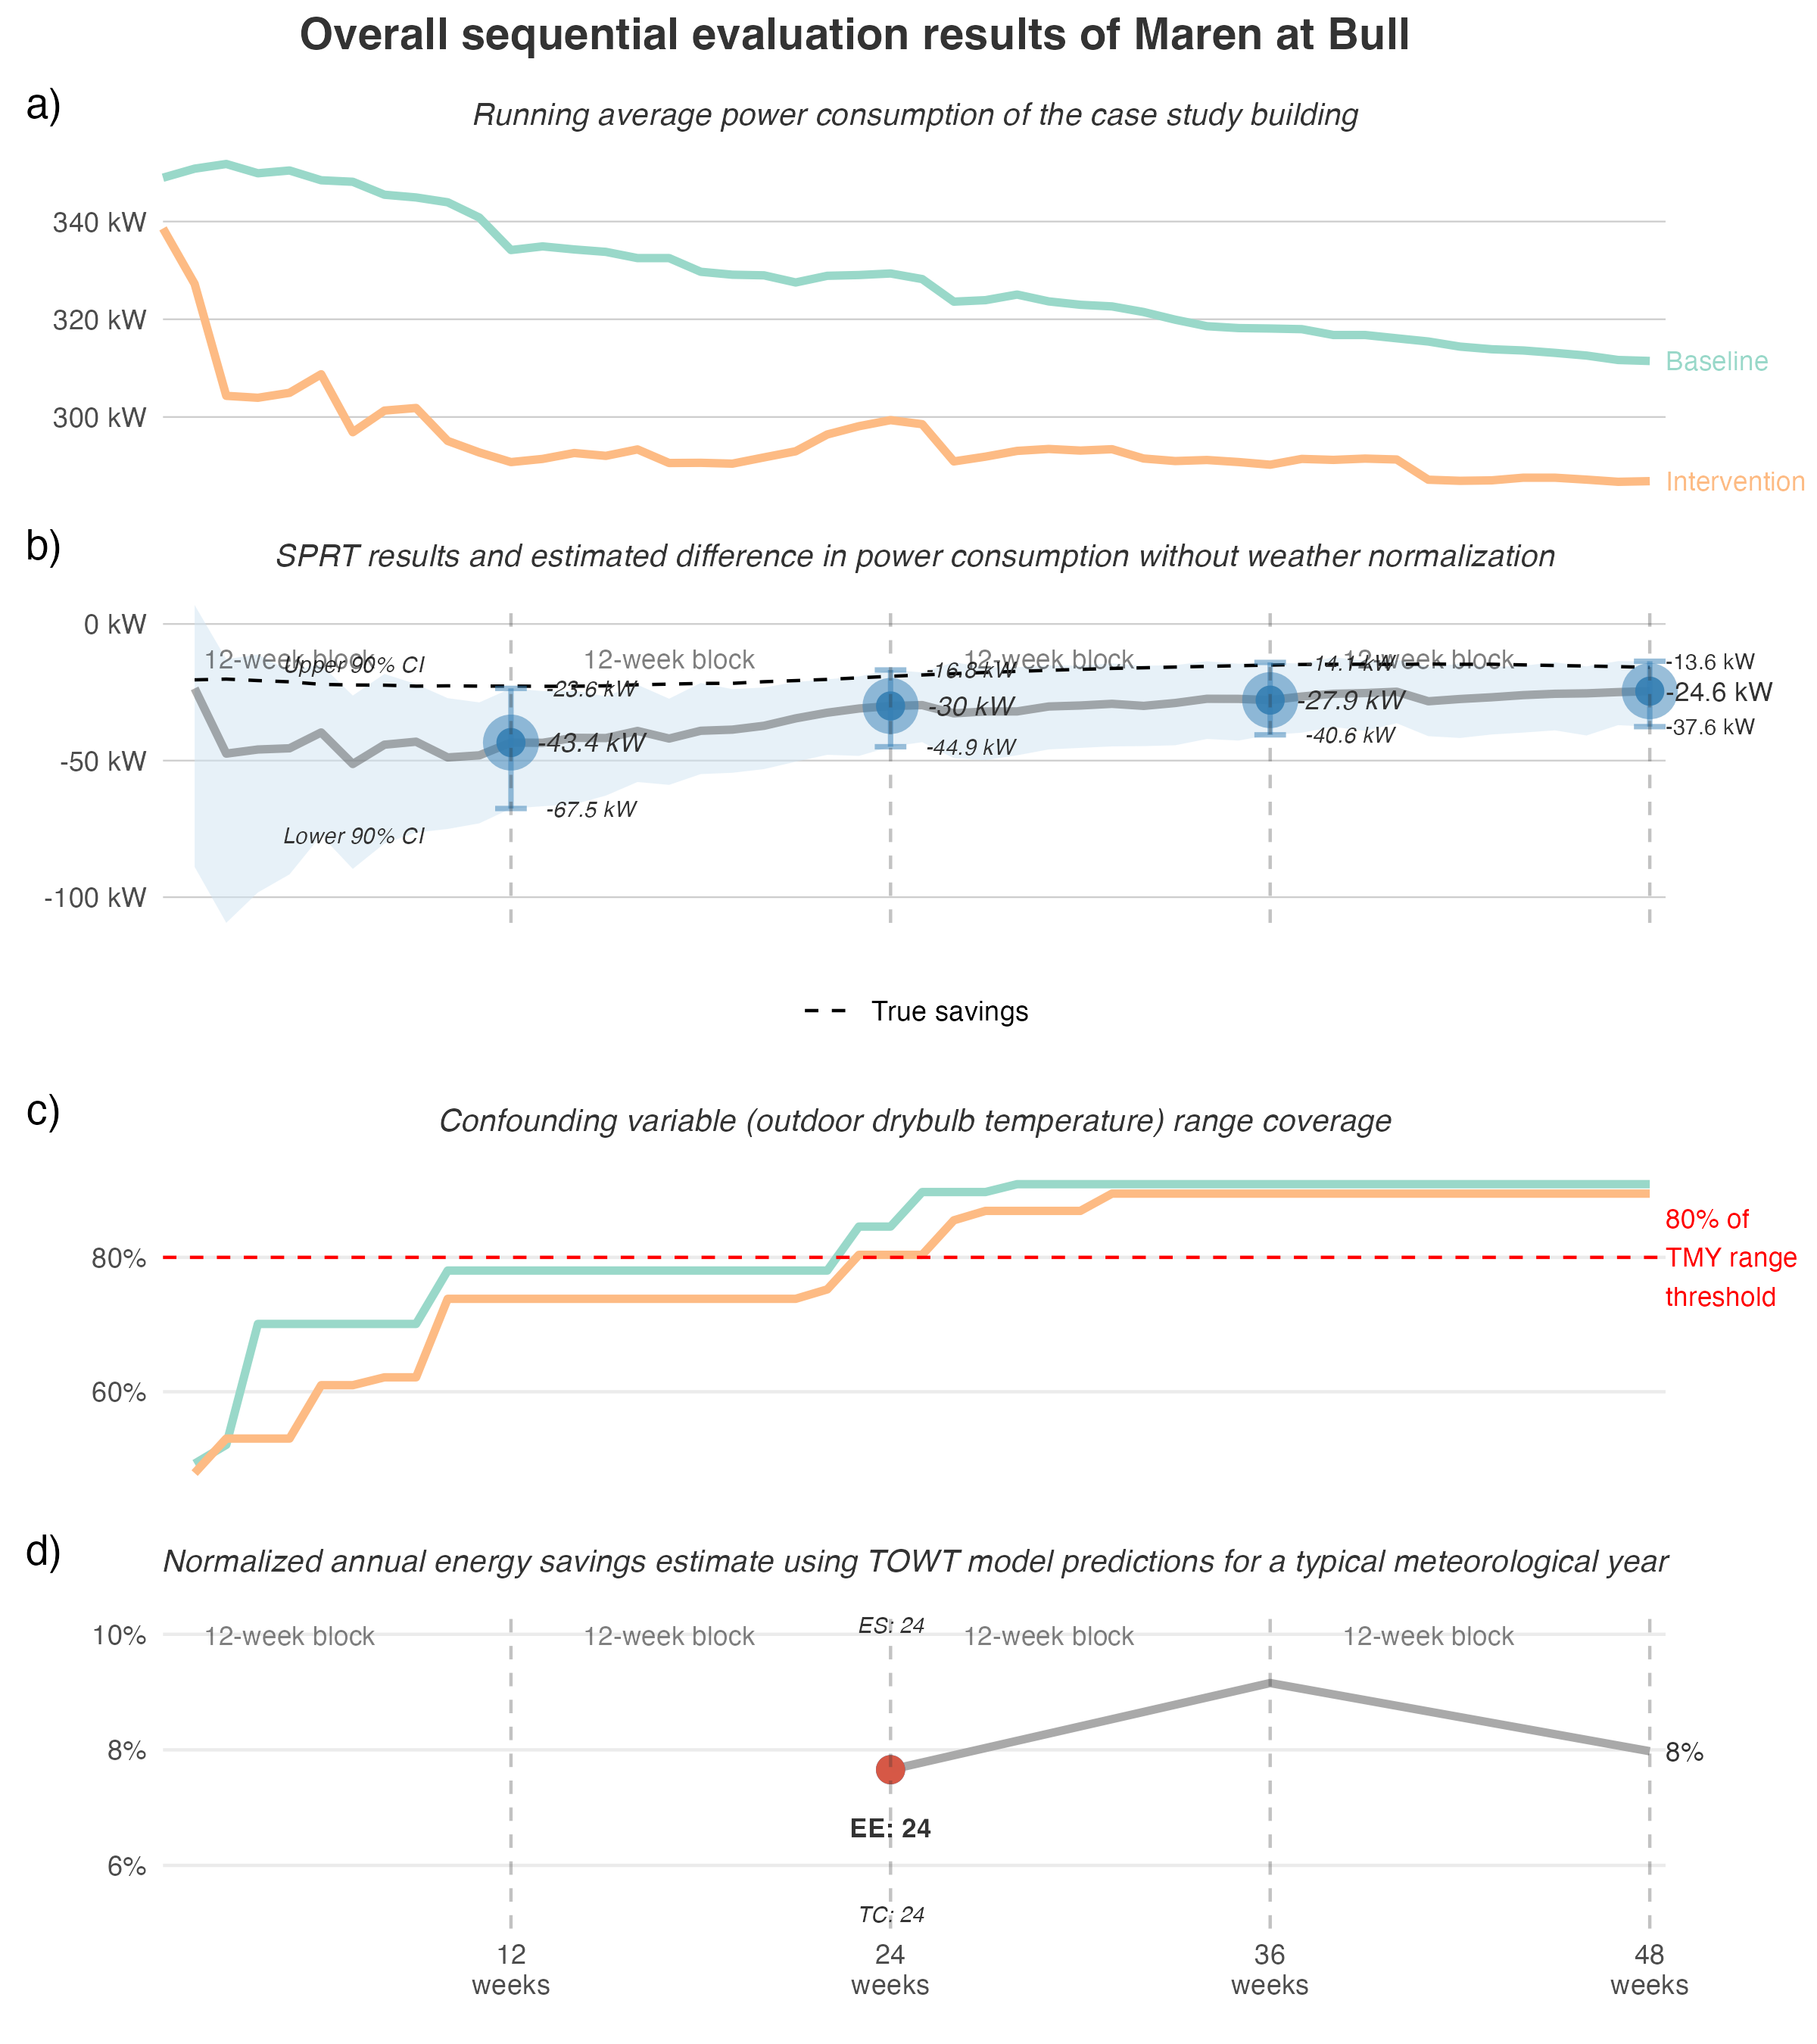 Overall sequential evaluation results of Maren at Bull
a)
Running average power consumption of the case study building
340 kW
320 kW
300 kW
Baseline
Intervention
b)
SPRT results and estimated difference in power consumption without weather normalization
0 kW
-50 kW
-100 kW
12-week block
12-week block
12-week block
12-week block
Upper 90% CI
Lower 90% CI
-23.6 kW
-43.4 kW
-67.5 kW
-16.8 kW
-30 kW
-44.9 kW
-14.1 kW
-27.9 kW
-40.6 kW
-13.6 kW
-24.6 kW
-37.6 kW
True savings
c)
Confounding variable (outdoor drybulb temperature) range coverage
80%
60%
80% of
TMY range
threshold
d)
Normalized annual energy savings estimate using TOWT model predictions for a typical meteorological year
10%
8%
6%
12-week block
12-week block
12-week block
12-week block
ES: 24
EE: 24
TC: 24
8%
12
weeks
24
weeks
36
weeks
48
weeks